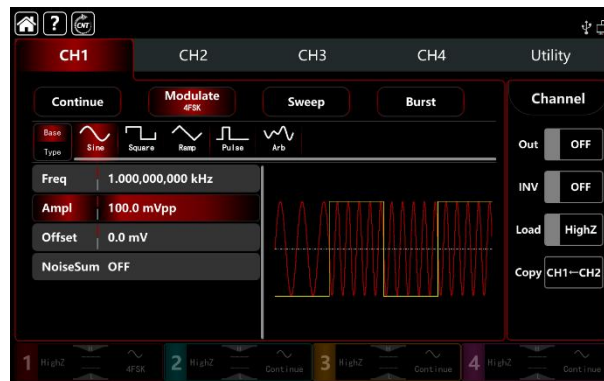 ? CNT
CH1 CH2 CH3 CH4 Utility
Continue Modulate 4FSK Sweep Burst Channel
Base Type Sine Square Ramp Pulse Arb
Out OFF
Freq 1.000,000,000 kHz
INV OFF
Ampl 100.0 mVpp
Load HighZ
Offset 0.0 mV
Copy CH1←CH2
NoiseSum OFF
1 HighZ 4FSK 2 HighZ Continue 3 HighZ Continue 4 HighZ Continue